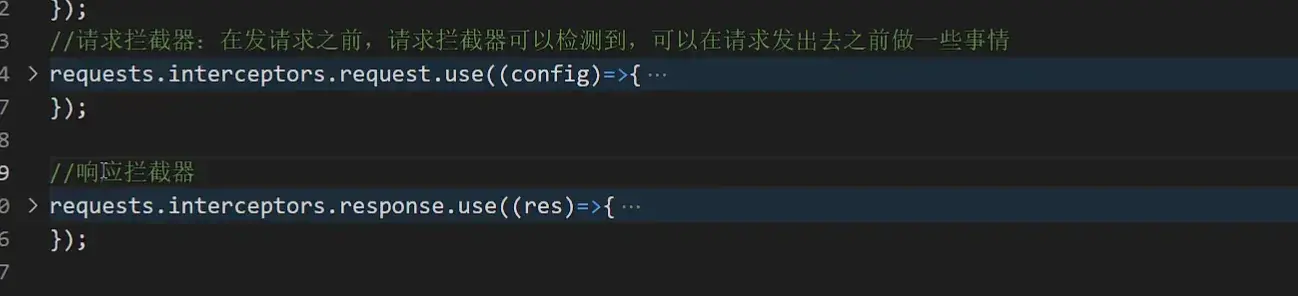 2 });
3 //请求拦截器：在发请求之前，请求拦截器可以检测到，可以在请求发出去之前做一些事情
4 > requests.interceptors.request.use((config)=>{ ···
7 });
8
9 //响应拦截器
0 > requests.interceptors.response.use((res)=>{ ···
6 });
7